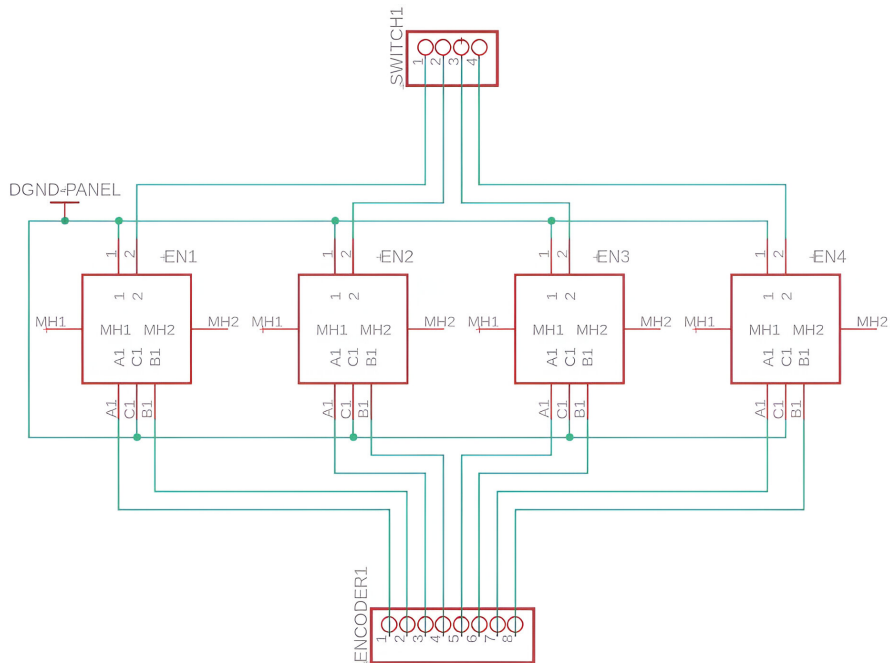 SWITCH1
1 2 3 4
DGND-PANEL
1 2 EN1 1 2 EN2 1 2 EN3 1 2 EN4
1 2 1 2 1 2 1 2
MH1 MH2 MH1 MH2 MH1 MH2 MH1 MH2
MH1 MH2 MH1 MH2 MH1 MH2 MH1 MH2
A1 C1 B1 A1 C1 B1 A1 C1 B1 A1 C1 B1
A1 C1 B1 A1 C1 B1 A1 C1 B1 A1 C1 B1
ENCODER1
1 2 3 4 5 6 7 8